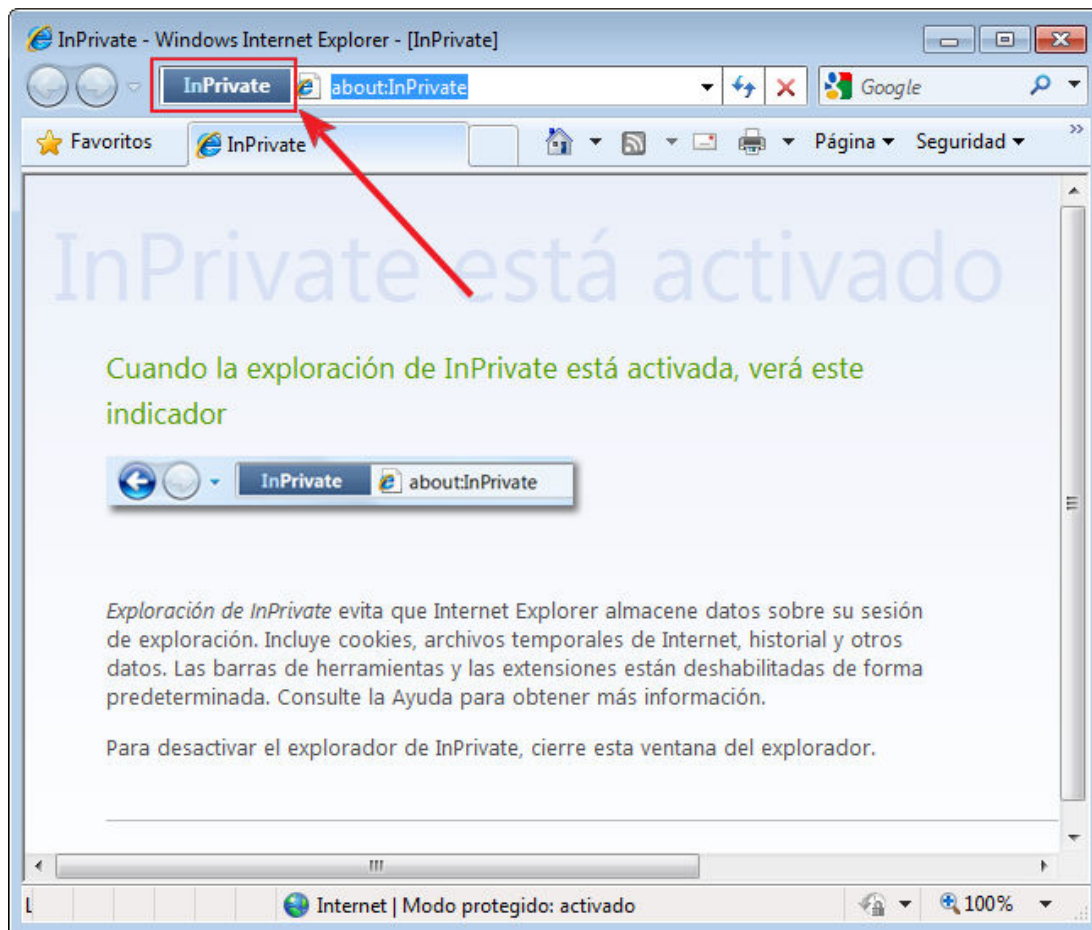 InPrivate - Windows Internet Explorer - [InPrivate]
InPrivate about:InPrivate Google
Favoritos InPrivate Página Seguridad »
InPrivate está activado
Cuando la exploración de InPrivate está activada, verá este
indicador
InPrivate about:InPrivate
Exploración de InPrivate evita que Internet Explorer almacene datos sobre su sesión
de exploración. Incluye cookies, archivos temporales de Internet, historial y otros
datos. Las barras de herramientas y las extensiones están deshabilitadas de forma
predeterminada. Consulte la Ayuda para obtener más información.
Para desactivar el explorador de InPrivate, cierre esta ventana del explorador.
Internet | Modo protegido: activado 100%